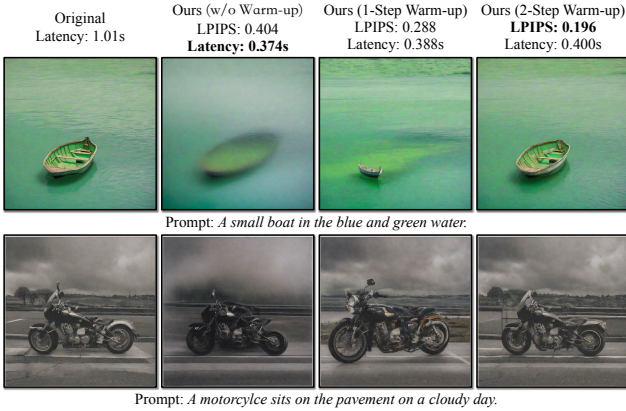 Original
Latency: 1.01s
Ours (w/o Warm-up)
LPIPS: 0.404
Latency: 0.374s
Ours (1-Step Warm-up)
LPIPS: 0.288
Latency: 0.388s
Ours (2-Step Warm-up)
LPIPS: 0.196
Latency: 0.400s
Prompt: A small boat in the blue and green water.
Prompt: A motorcylce sits on the pavement on a cloudy day.